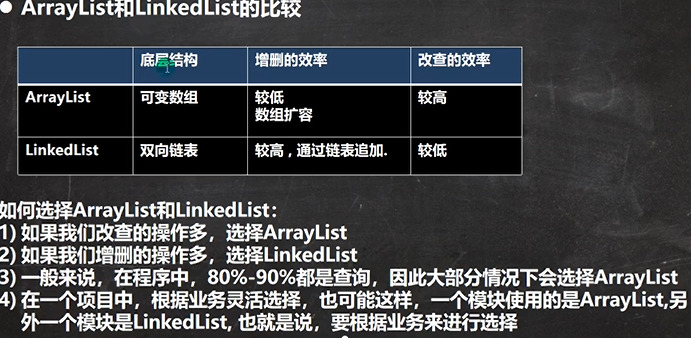 ● ArrayList和LinkedList的比较
底层结构 增删的效率 改查的效率
ArrayList 可变数组 较低 较高
数组扩容
LinkedList 双向链表 较高,通过链表追加. 较低
如何选择ArrayList和LinkedList:
1) 如果我们改查的操作多,选择ArrayList
2) 如果我们增删的操作多,选择LinkedList
3) 一般来说,在程序中,80%-90%都是查询,因此大部分情况下会选择ArrayList
4) 在一个项目中,根据业务灵活选择,也可能这样,一个模块使用的是ArrayList,另
外一个模块是LinkedList, 也就是说,要根据业务来进行选择